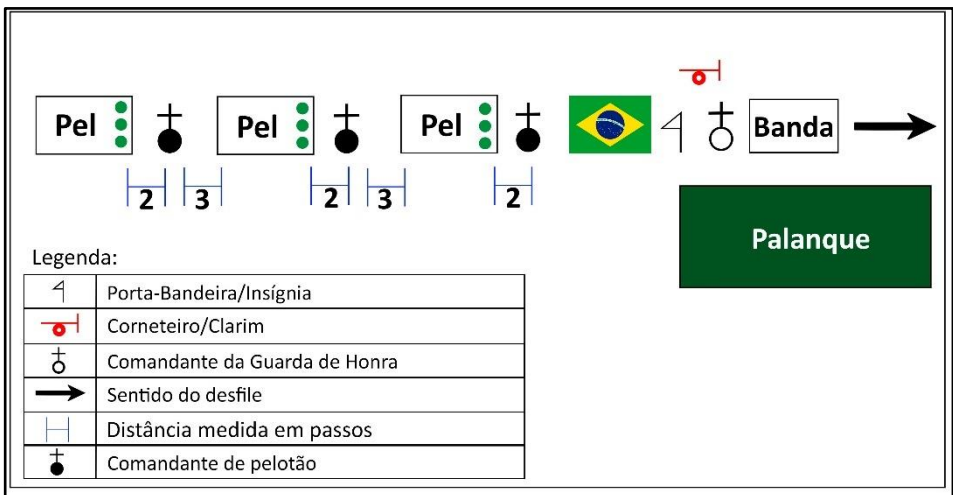 Pel Pel Pel Banda
2 3 2 3 2
Palanque
Legenda:
Porta-Bandeira/Insígnia
Corneteiro/Clarim
Comandante da Guarda de Honra
Sentido do desfile
Distância medida em passos
Comandante de pelotão